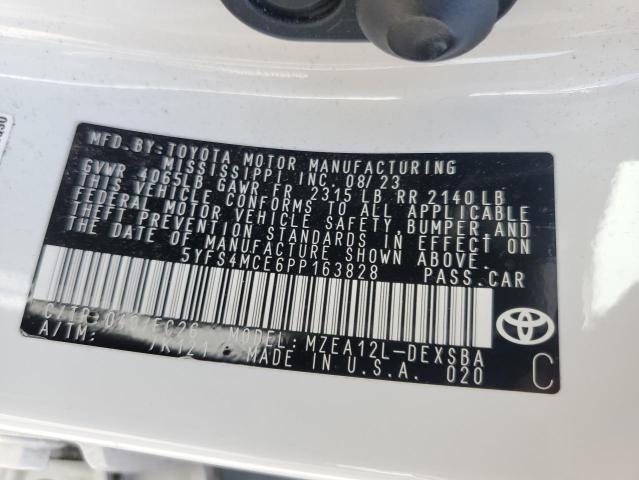 MFD.BY:TOYOTA MOTOR MANUFACTURING
MISSISSIPPI INC. 08/23
GVWR 4065LB GAWR FR 2315 LB RR 2140 LB
THIS VEHICLE CONFORMS TO ALL APPLICABLE
FEDERAL MOTOR VEHICLE SAFETY,BUMPER,AND
THEFT PREVENTION STANDARDS IN EFFECT ON
THE DATE OF MANUFACTURE SHOWN ABOVE.
5YFS4MCE6PP163828 PASS.CAR
C/TR: MODEL: MZEA12L-DEXSBA
A/TM: /K121 MADE IN U.S.A. 020
C